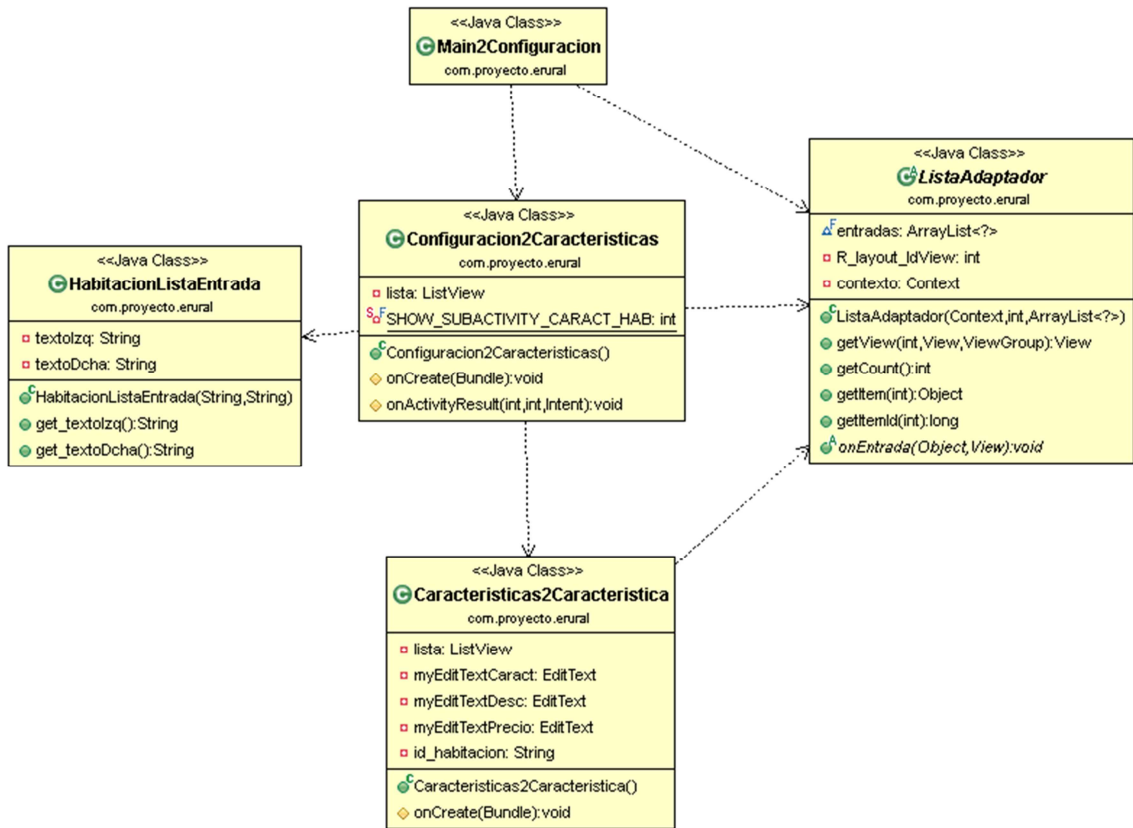 <<Java Class>>
Main2Configuracion
com.proyecto.erural
<<Java Class>>
ListaAdaptador
com.proyecto.erural
entradas: ArrayList<?>
R_layout_IdView: int
contexto: Context
ListaAdaptador(Context,int,ArrayList<?>)
getView(int,View,ViewGroup):View
getCount():int
getItem(int):Object
getItemId(int):long
onEntrada(Object,View):void
<<Java Class>>
Configuracion2Caracteristicas
com.proyecto.erural
lista: ListView
SHOW_SUBACTIVITY_CARACT_HAB: int
Configuracion2Caracteristicas()
onCreate(Bundle):void
onActivityResult(int,int,Intent):void
<<Java Class>>
HabitacionListaEntrada
com.proyecto.erural
textoIzq: String
textoDcha: String
HabitacionListaEntrada(String,String)
get_textoIzq():String
get_textoDcha():String
<<Java Class>>
Caracteristicas2Caracteristica
com.proyecto.erural
lista: ListView
myEditTextCaract: EditText
myEditTextDesc: EditText
myEditTextPrecio: EditText
id_habitacion: String
Caracteristicas2Caracteristica()
onCreate(Bundle):void